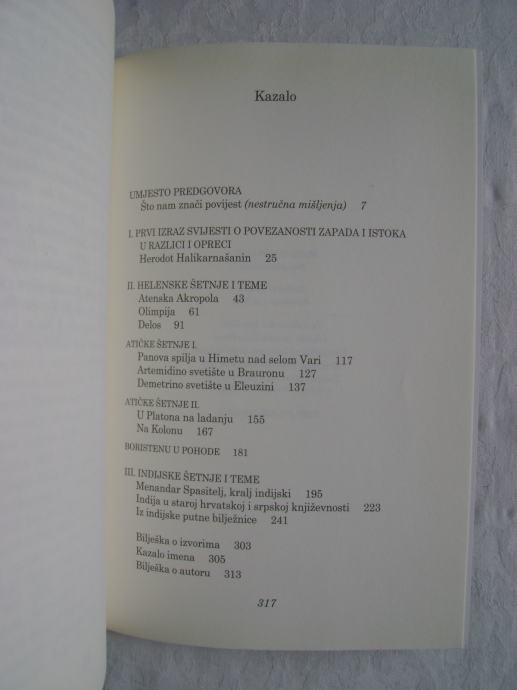 Kazalo
UMJESTO PREDGOVORA
Što nam znači povijest (nestručna mišljenja) 7
I. PRVI IZRAZ SVIJESTI O POVEZANOSTI ZAPADA I ISTOKA
U RAZLICI I OPRECI
Herodot Halikarnašanin 25
II. HELENSKE ŠETNJE I TEME
Atenska Akropola 43
Olimpija 61
Delos 91
ATIČKE ŠETNJE I.
Panova spilja u Himetu nad selom Vari 117
Artemidino svetište u Brauronu 127
Demetrino svetište u Eleuzini 137
ATIČKE ŠETNJE II.
U Platona na ladanju 155
Na Kolonu 167
BORISTENU U POHODE 181
III. INDIJSKE ŠETNJE I TEME
Menandar Spasitelj, kralj indijski 195
Indija u staroj hrvatskoj i srpskoj književnosti 223
Iz indijske putne bilježnice 241
Bilješka o izvorima 303
Kazalo imena 305
Bilješka o autoru 313
317